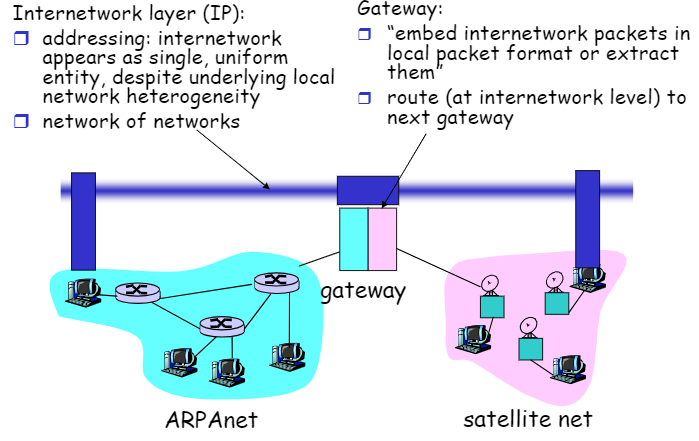 Internetwork layer (IP):
addressing: internetwork
appears as single, uniform
entity, despite underlying local
network heterogeneity
network of networks
Gateway:
“embed internetwork packets in
local packet format or extract
them”
route (at internetwork level) to
next gateway
gateway
ARPAnet
satellite net